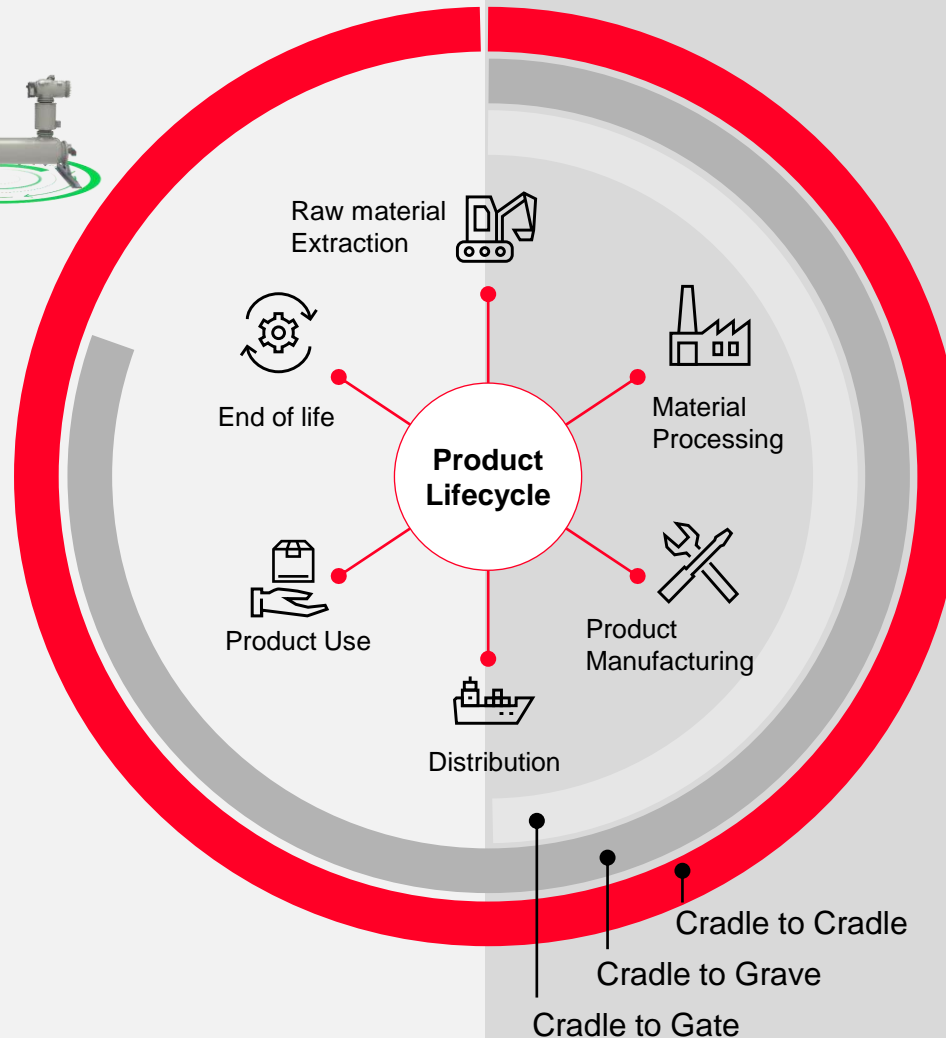 Raw material
Extraction
Material
Processing
Product
Manufacturing
Distribution
Product Use
End of life
Product
Lifecycle
Cradle to Cradle
Cradle to Grave
Cradle to Gate